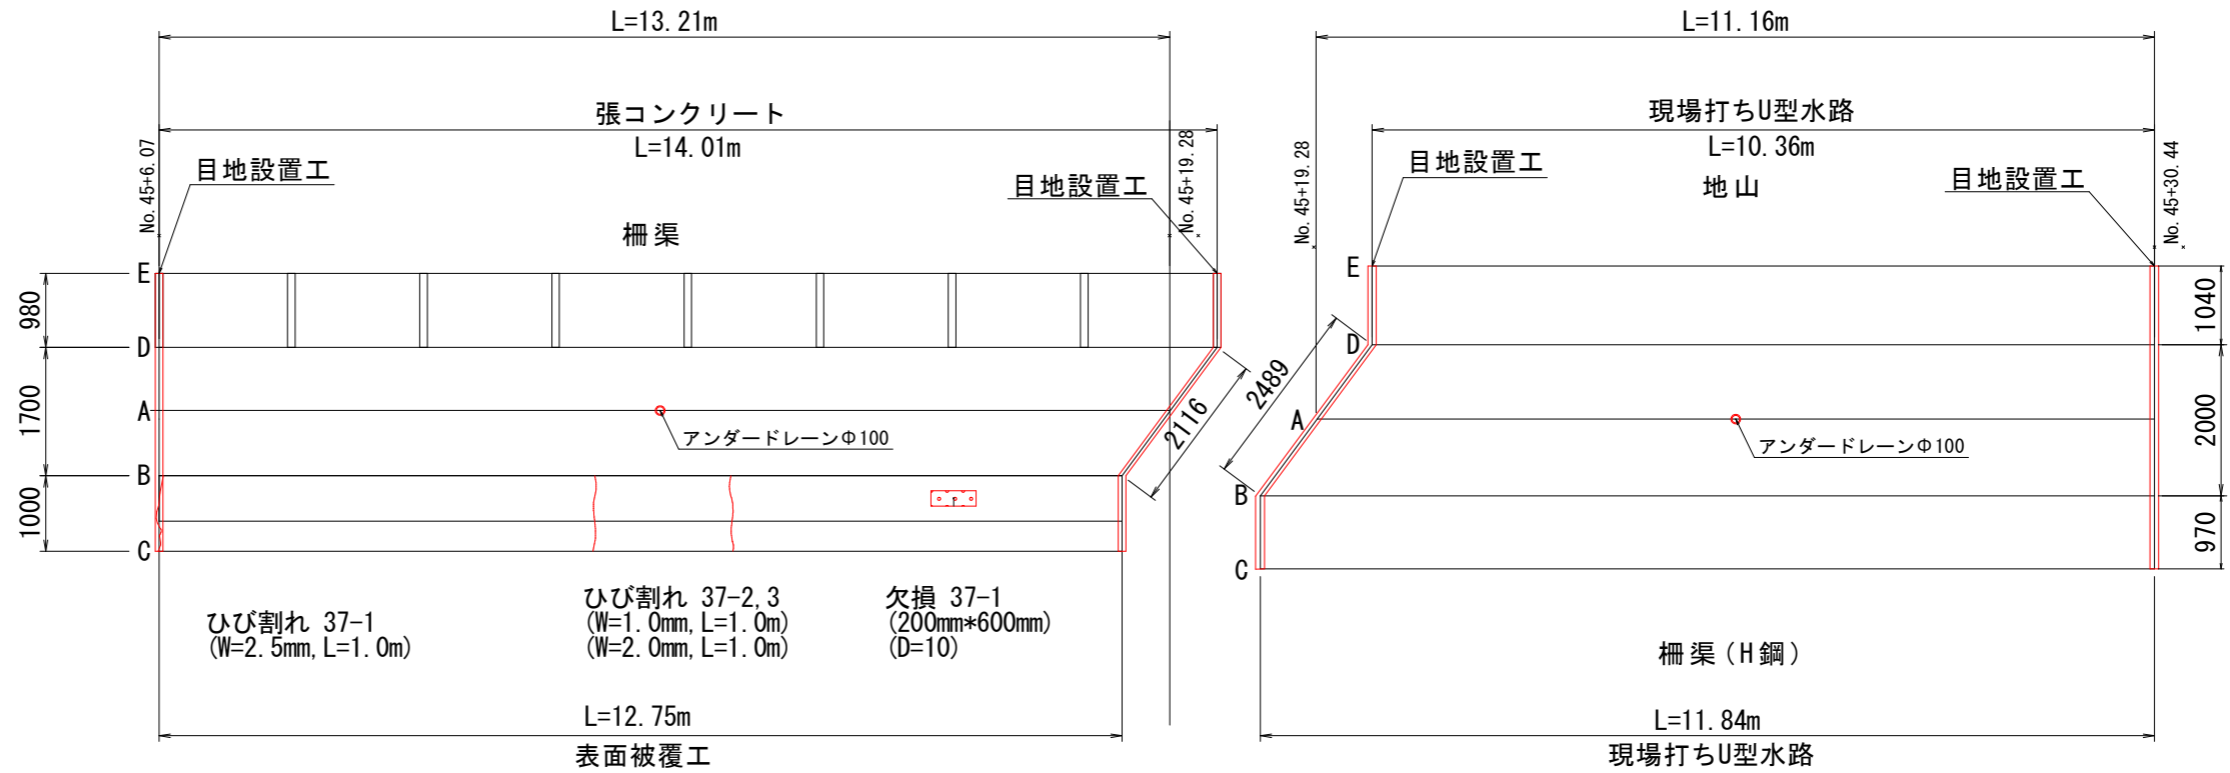 L=13.21m
張コンクリート
L=14.01m
No.45+6.07
目地設置工
目地設置工
No.45+19.28
柵渠
E
D
A
B
C
980
1700
1000
アンダードレーンΦ100
2116
ひび割れ 37-1
(W=2.5mm,L=1.0m)
ひび割れ 37-2,3
(W=1.0mm,L=1.0m)
(W=2.0mm,L=1.0m)
欠損 37-1
(200mm*600mm)
(D=10)
L=12.75m
表面被覆工
L=11.16m
現場打ちU型水路
L=10.36m
地山
No.45+19.28
目地設置工
目地設置工
No.45+30.44
E
D
A
B
C
2489
アンダードレーンΦ100
1040
2000
970
柵渠(H鋼)
L=11.84m
現場打ちU型水路